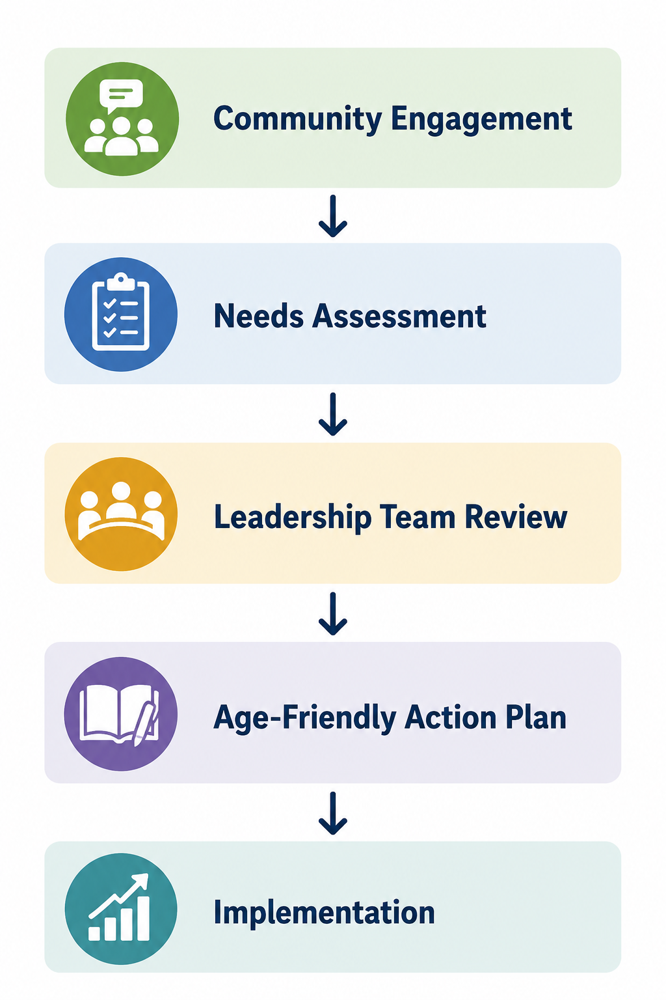 Community Engagement
Needs Assessment
Leadership Team Review
Age-Friendly Action Plan
Implementation